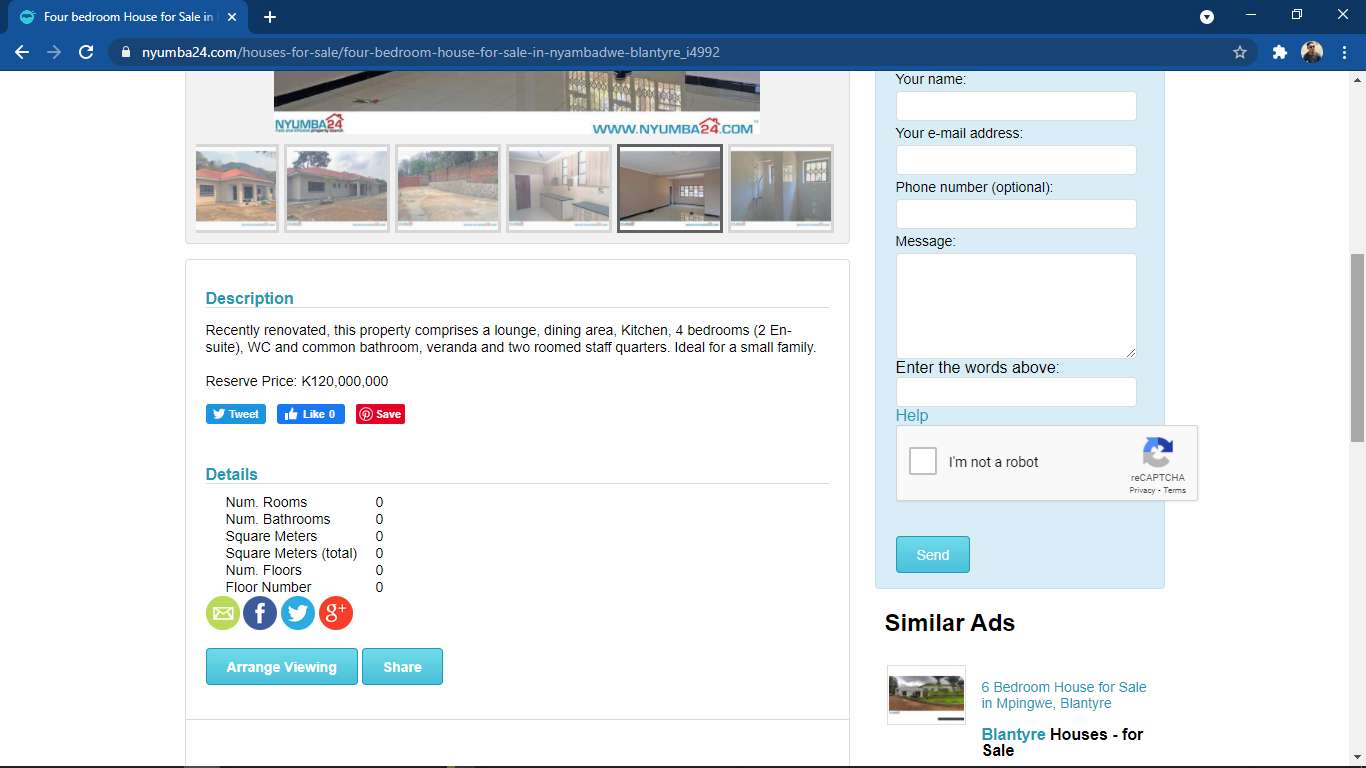 Four bedroom House for Sale in
nyumba24.com/houses-for-sale/four-bedroom-house-for-sale-in-nyambadwe-blantyre_i4992
NYUMBA24
WWW.NYUMBA24.COM
Description
Recently renovated, this property comprises a lounge, dining area, Kitchen, 4 bedrooms (2 En-
suite), WC and common bathroom, veranda and two roomed staff quarters. Ideal for a small family.
Reserve Price: K120,000,000
Tweet
Like 0
Save
Details
Num. Rooms 0
Num. Bathrooms 0
Square Meters 0
Square Meters (total) 0
Num. Floors 0
Floor Number 0
g+
Arrange Viewing
Share
Your name:
Your e-mail address:
Phone number (optional):
Message:
Enter the words above:
Help
I'm not a robot
reCAPTCHA
Privacy - Terms
Send
Similar Ads
6 Bedroom House for Sale
in Mpingwe, Blantyre
Blantyre Houses - for
Sale